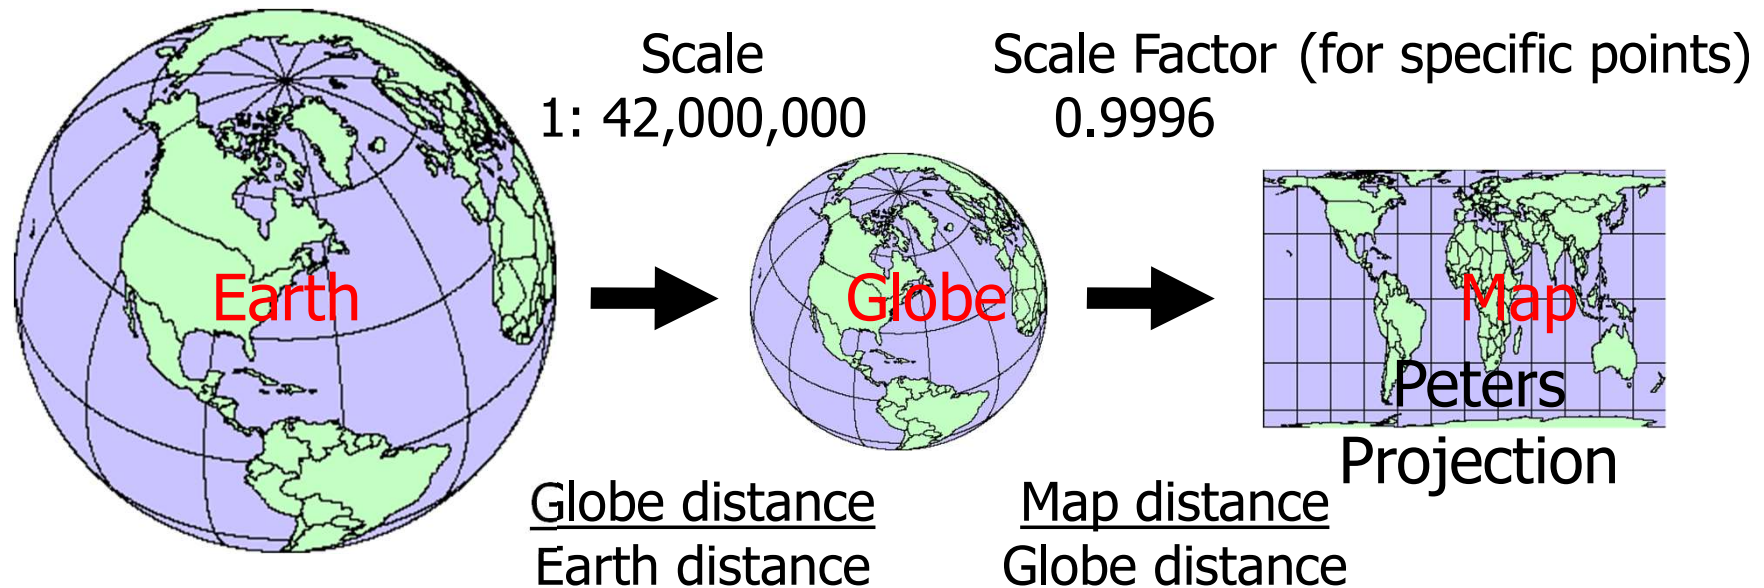 Scale
1: 42,000,000
Scale Factor (for specific points)
0.9996
Earth
Globe
Map
Peters
Projection
Globe distance
Earth distance
Map distance
Globe distance